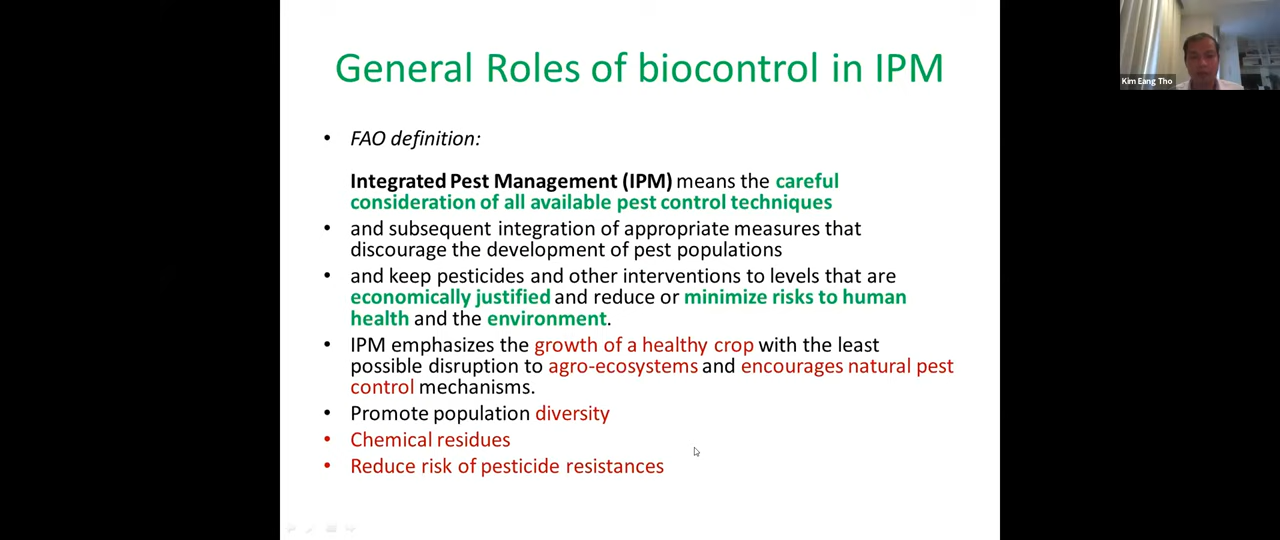 General Roles of biocontrol in IPM
Kim Eang Tho
• FAO definition:
Integrated Pest Management (IPM) means the careful
consideration of all available pest control techniques
• and subsequent integration of appropriate measures that
discourage the development of pest populations
• and keep pesticides and other interventions to levels that are
economically justified and reduce or minimize risks to human
health and the environment.
• IPM emphasizes the growth of a healthy crop with the least
possible disruption to agro-ecosystems and encourages natural pest
control mechanisms.
• Promote population diversity
• Chemical residues
• Reduce risk of pesticide resistances